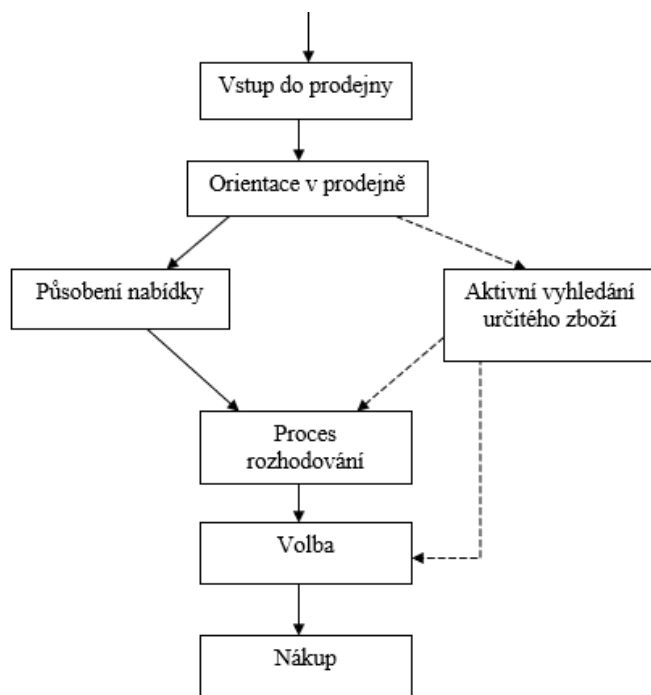 Vstup do prodejny
Orientace v prodejně
Působení nabídky
Aktivní vyhledání
určitého zboží
Proces
rozhodování
Volba
Nákup